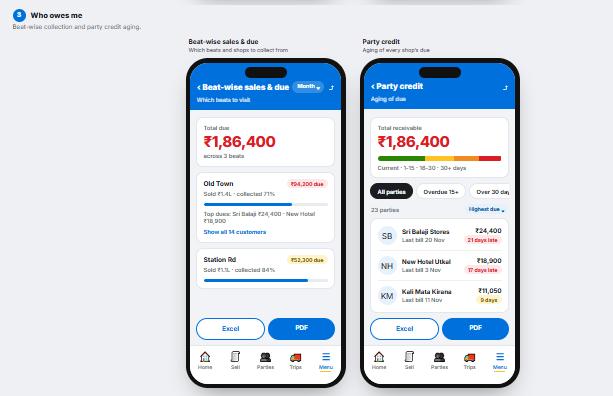 3 Who owes me
Beat-wise collection and party credit aging.
Beat-wise sales & due
Which beats and shops to collect from
‹ Beat-wise sales & due Month
Which beats to visit
Total due
₹1,86,400
across 3 beats
Old Town ₹94,200 due
Sold ₹1.4L · collected 71%
Top dues: Sri Balaji ₹24,400 · New Hotel
₹18,900
Show all 14 customers
Station Rd ₹52,300 due
Sold ₹1.1L · collected 84%
Excel PDF
Home Sell Parties Trips Menu
Party credit
Aging of every shop's due
‹ Party credit
Aging of due
Total receivable
₹1,86,400
Current · 1-15 · 16-30 · 30+ days
All parties Overdue 15+ Over 30 day
23 parties Highest due
SB Sri Balaji Stores ₹24,400
Last bill 20 Nov 21 days late
NH New Hotel Utkal ₹18,900
Last bill 3 Nov 17 days late
KM Kali Mata Kirana ₹11,050
Last bill 11 Nov 9 days
Excel PDF
Home Sell Parties Trips Menu